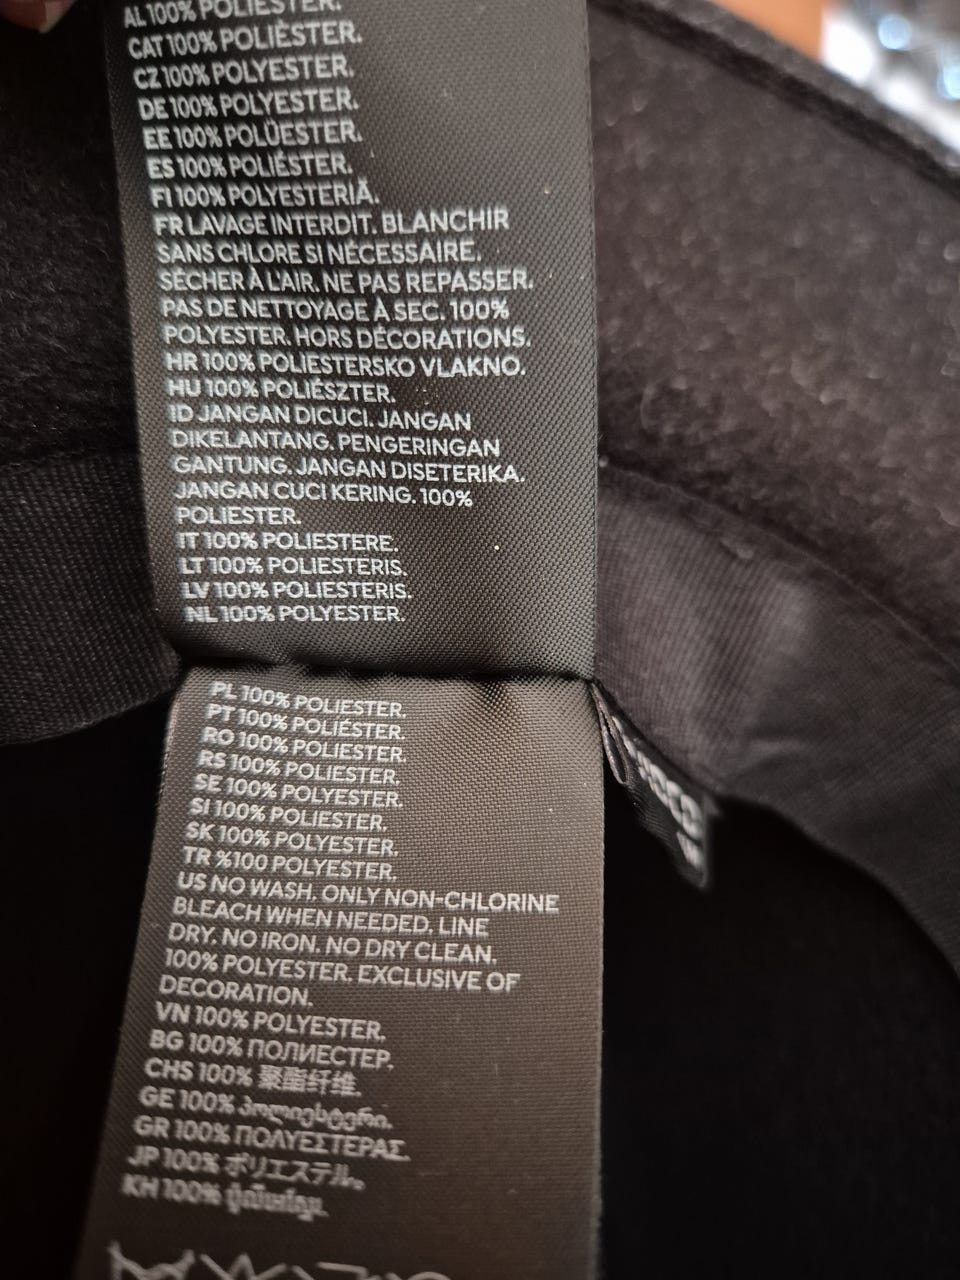 AL 100% POLIESTER.
CAT 100% POLIÈSTER.
CZ 100% POLYESTER.
DE 100% POLYESTER.
EE 100% POLÜESTER.
ES 100% POLIÉSTER.
FI 100% POLYESTERIÄ.
FR LAVAGE INTERDIT. BLANCHIR
SANS CHLORE SI NÉCESSAIRE.
SÉCHER À L'AIR. NE PAS REPASSER.
PAS DE NETTOYAGE À SEC. 100%
POLYESTER. HORS DÉCORATIONS.
HR 100% POLIESTERSKO VLAKNO.
HU 100% POLIÉSZTER.
ID JANGAN DICUCI. JANGAN
DIKELANTANG. PENGERINGAN
GANTUNG. JANGAN DISETERIKA.
JANGAN CUCI KERING. 100%
POLIESTER.
IT 100% POLIESTERE.
LT 100% POLIESTERIS.
LV 100% POLIESTERIS.
NL 100% POLYESTER.
PL 100% POLIESTER.
PT 100% POLIÉSTER.
RO 100% POLIESTER.
RS 100% POLIESTER.
SE 100% POLYESTER.
SI 100% POLIESTER.
SK 100% POLYESTER.
TR %100 POLYESTER.
US NO WASH. ONLY NON-CHLORINE
BLEACH WHEN NEEDED. LINE
DRY. NO IRON. NO DRY CLEAN.
100% POLYESTER. EXCLUSIVE OF
DECORATION.
VN 100% POLYESTER.
BG 100% ПОЛИЕСТЕР.
CHS 100% 聚酯纤维.
GE 100% პოლიესტერი.
GR 100% ΠΟΛΥΕΣΤΕΡΑΣ.
JP 100% ポリエステル。
KH 100%